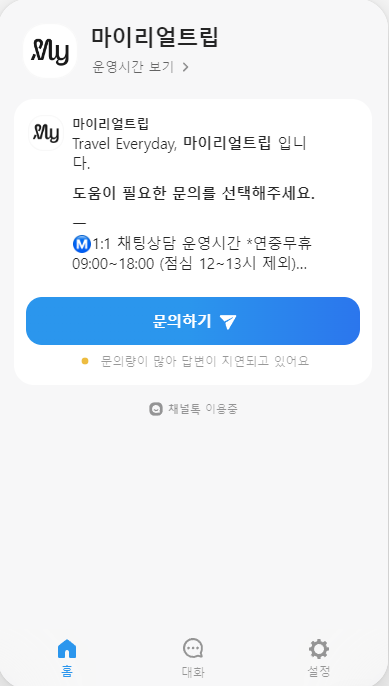 My
마이리얼트립
운영시간 보기
My
마이리얼트립
Travel Everyday, 마이리얼트립 입니
다.
도움이 필요한 문의를 선택해주세요.
ㅡ
Ⓜ️1:1 채팅상담 운영시간 *연중무휴
09:00~18:00 (점심 12~13시 제외)...
문의하기
문의량이 많아 답변이 지연되고 있어요
채널톡 이용중
홈
대화
설정